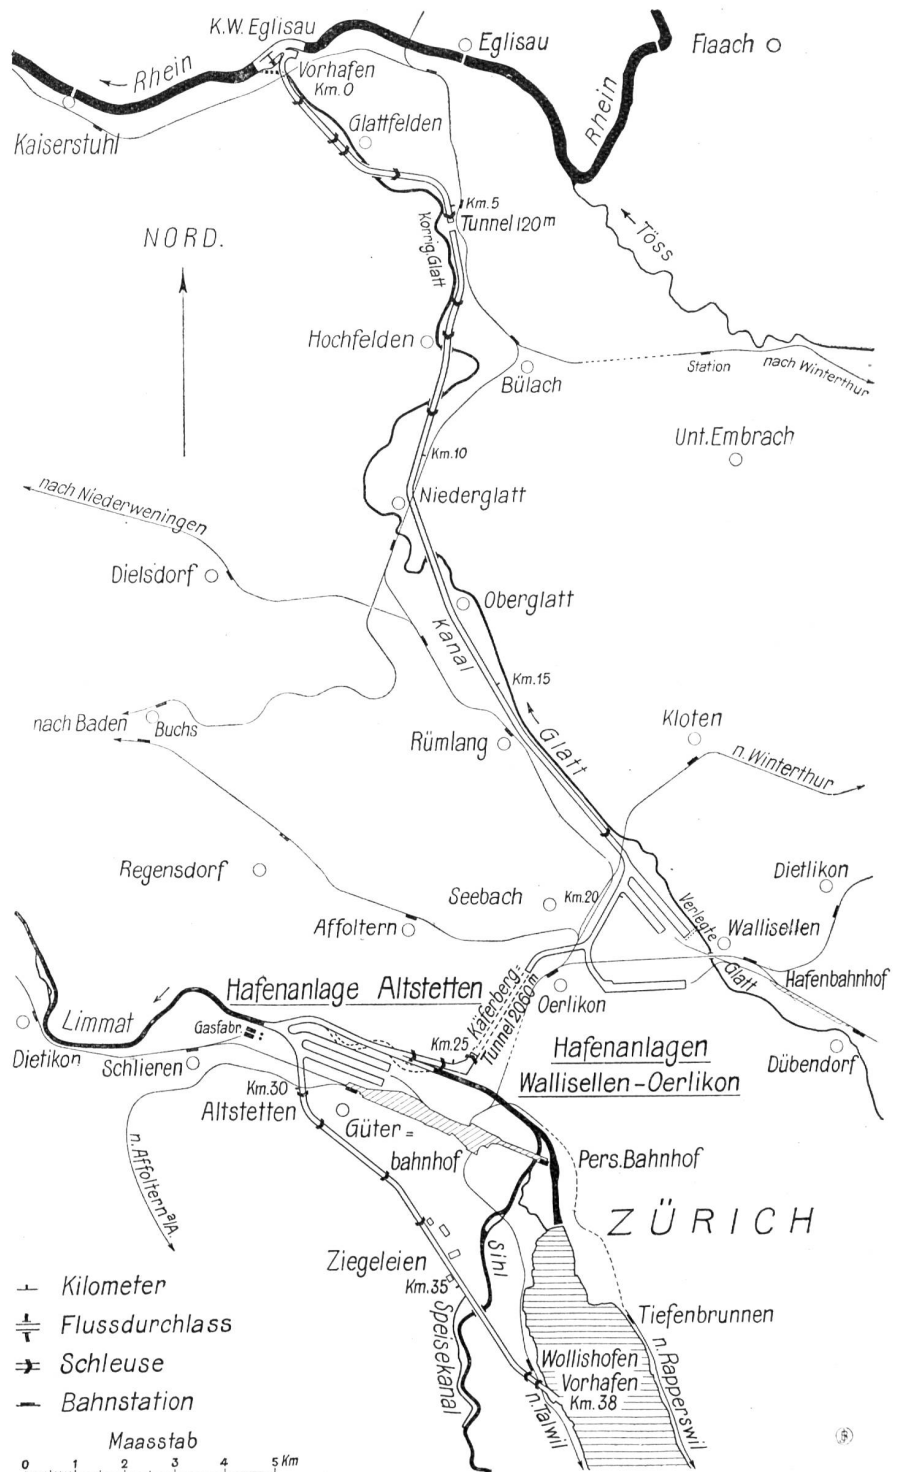 K.W. Eglisau
Eglisau
Flaach
Rhein
Vorhafen
Km. 0
Rhein
Kaiserstuhl
Glattfelden
Km. 5
Tunnel 120 m
Töss
NORD.
Korrig. Glatt
Hochfelden
Bülach
Station
nach Winterthur
Unt. Embrach
Km. 10
nach Niederweningen
Niederglatt
Dielsdorf
Oberglatt
Kanal
Km. 15
nach Baden
Buchs
Rümlang
Glatt
Kloten
n. Winterthur
Regensdorf
Seebach
Km. 20
Dietlikon
Affoltern
Verlegte
Glatt
Wallisellen
Hafenbahnhof
Hafenanlage Altstetten
Käferberg-
Tunnel 2060 m
Oerlikon
Limmat
Gasfabr.
Km. 25
Hafenanlagen
Wallisellen-Oerlikon
Dübendorf
Dietikon
Schlieren
Km. 30
Altstetten
Güter=
bahnhof
n. Affoltern a/A.
Pers. Bahnhof
ZÜRICH
Sihl
Ziegeleien
Km. 35
Speisekanal
Tiefenbrunnen
Wollishofen
Vorhafen
Km. 38
n. Talwil
n. Rapperswil
Kilometer
Flussdurchlass
Schleuse
Bahnstation
Maasstab
0 1 2 3 4 5 Km